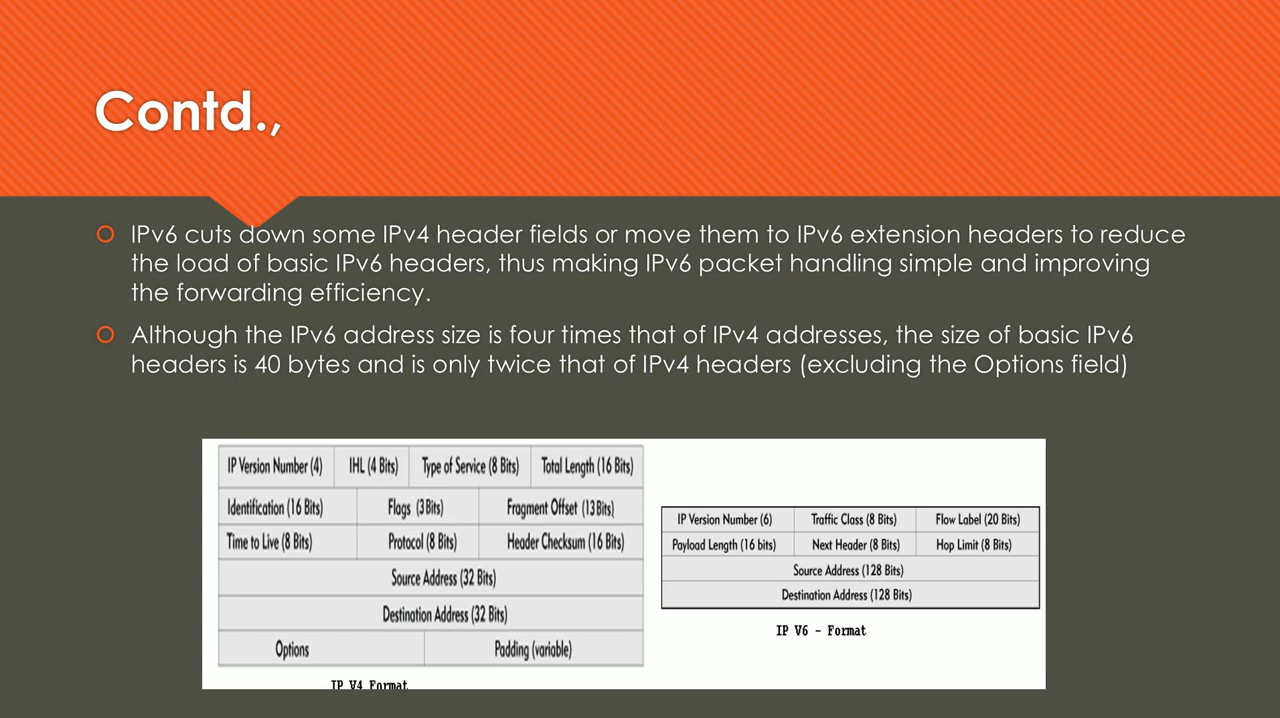 Contd.,
IPv6 cuts down some IPv4 header fields or move them to IPv6 extension headers to reduce
the load of basic IPv6 headers, thus making IPv6 packet handling simple and improving
the forwarding efficiency.
Although the IPv6 address size is four times that of IPv4 addresses, the size of basic IPv6
headers is 40 bytes and is only twice that of IPv4 headers (excluding the Options field)
IP Version Number (4) IHL (4 Bits) Type of Service (8 Bits) Total Length (16 Bits)
Identification (16 Bits) Flags (3Bits) Fragment Offset (13Bits)
Time to Live (8 Bits) Protocol (8 Bits) Header Checksum (16 Bits)
Source Address (32 Bits)
Destination Address (32 Bits)
Options Padding (variable)
IP V4 Format
IP Version Number (6) Traffic Class (8 Bits) Flow Label (20 Bits)
Payload Length (16 bits) Next Header (8 Bits) Hop Limit (8 Bits)
Source Address (128 Bits)
Destination Address (128 Bits)
IP V6 - Format